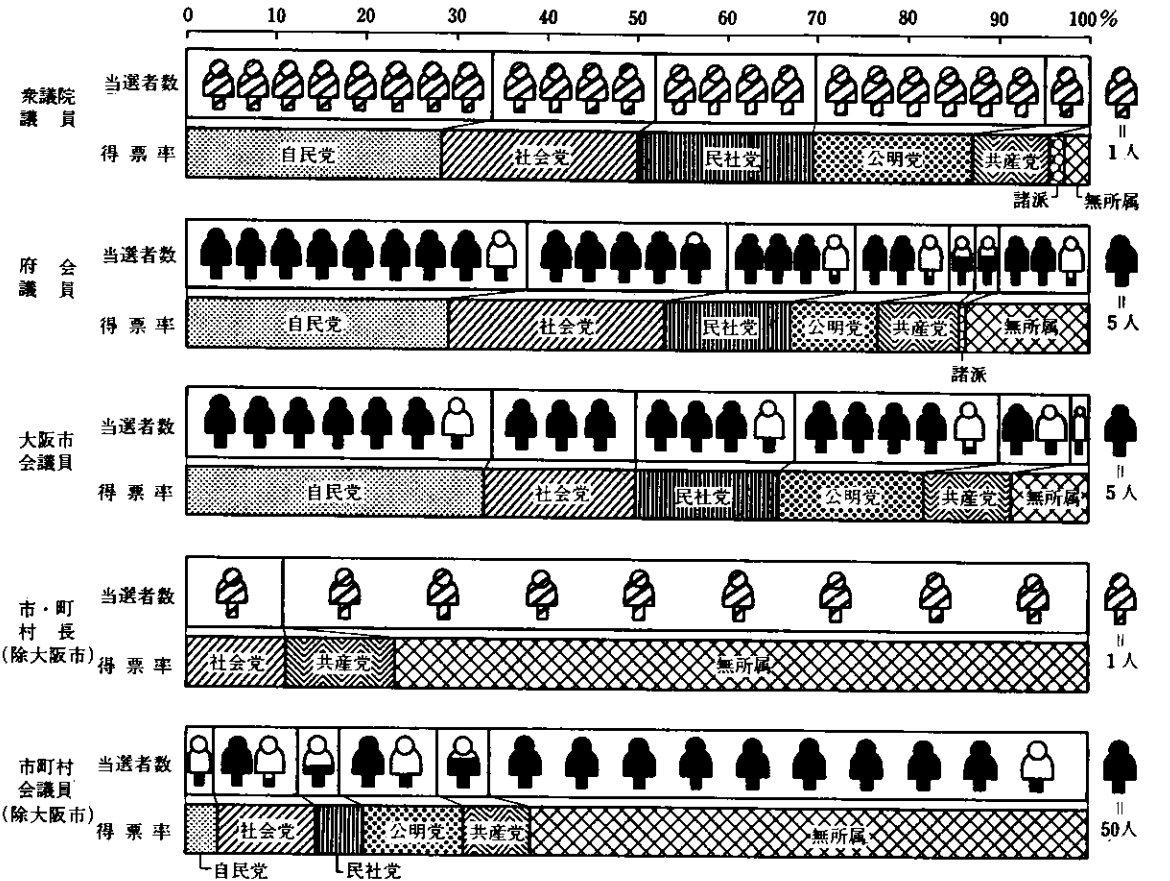 0 10 20 30 40 50 60 70 80 90 100%
衆議院
議 員
当選者数
得 票 率
自民党 社会党 民社党 公明党 共産党
諸派 無所属
=
1人
府 会
議 員
当選者数
得 票 率
自民党 社会党 民社党 公明党 共産党 無所属
諸派
=
5人
大阪市
会議員
当選者数
得 票 率
自民党 社会党 民社党 公明党 共産党 無所属
=
5人
市・町
村 長
(除大阪市)
当選者数
得 票 率
社会党 共産党 無所属
=
1人
市町村
会議員
(除大阪市)
当選者数
得 票 率
社会党 公明党 共産党 無所属
自民党 民社党
=
50人